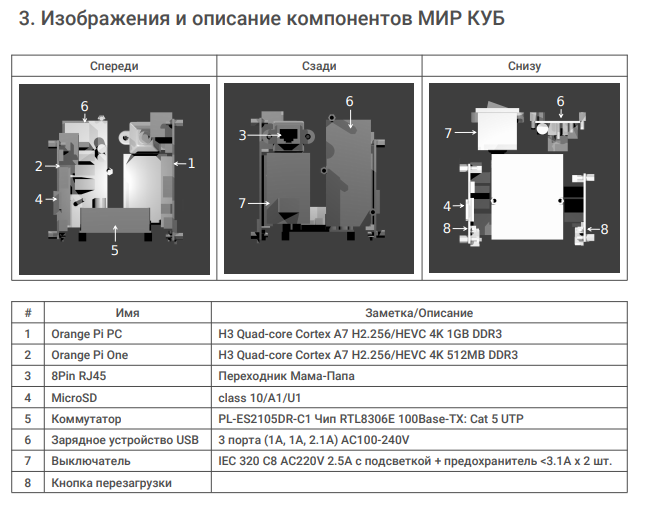 3. Изображения и описание компонентов МИР КУБ
Спереди Сзади Снизу
6
2
1
4
5
6
3
7
6
7
4
8
8
# Имя Заметка/Описание
1 Orange Pi PC H3 Quad-core Cortex A7 H2.256/HEVC 4K 1GB DDR3
2 Orange Pi One H3 Quad-core Cortex A7 H2.256/HEVC 4K 512MB DDR3
3 8Pin RJ45 Переходник Мама-Папа
4 MicroSD class 10/A1/U1
5 Коммутатор PL-ES2105DR-C1 Чип RTL8306E 100Base-TX: Cat 5 UTP
6 Зарядное устройство USB 3 порта (1A, 1A, 2.1A) AC100-240V
7 Выключатель IEC 320 C8 AC220V 2.5A с подсветкой + предохранитель <3.1A x 2 шт.
8 Кнопка перезагрузки